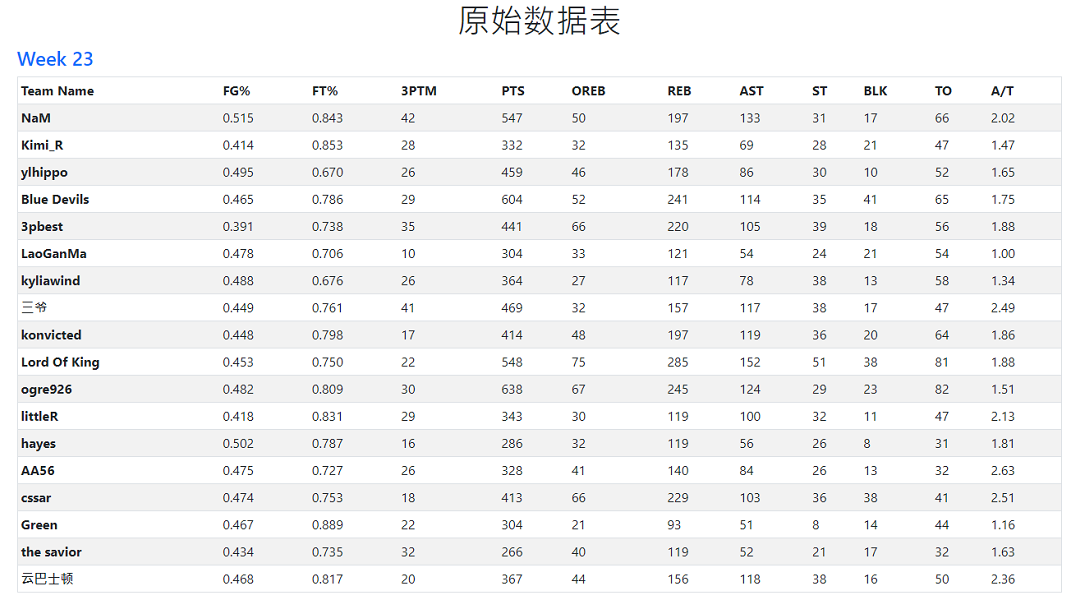 原始数据表
Week 23
Team Name FG% FT% 3PTM PTS OREB REB AST ST BLK TO A/T
NaM 0.515 0.843 42 547 50 197 133 31 17 66 2.02
Kimi_R 0.414 0.853 28 332 32 135 69 28 21 47 1.47
ylhippo 0.495 0.670 26 459 46 178 86 30 10 52 1.65
Blue Devils 0.465 0.786 29 604 52 241 114 35 41 65 1.75
3pbest 0.391 0.738 35 441 66 220 105 39 18 56 1.88
LaoGanMa 0.478 0.706 10 304 33 121 54 24 21 54 1.00
kyliawind 0.488 0.676 26 364 27 117 78 38 13 58 1.34
三爷 0.449 0.761 41 469 32 157 117 38 17 47 2.49
konvicted 0.448 0.798 17 414 48 197 119 36 20 64 1.86
Lord Of King 0.453 0.750 22 548 75 285 152 51 38 81 1.88
ogre926 0.482 0.809 30 638 67 245 124 29 23 82 1.51
littleR 0.418 0.831 29 343 30 119 100 32 11 47 2.13
hayes 0.502 0.787 16 286 32 119 56 26 8 31 1.81
AA56 0.475 0.727 26 328 41 140 84 26 13 32 2.63
cssar 0.474 0.753 18 413 66 229 103 36 38 41 2.51
Green 0.467 0.889 22 304 21 93 51 8 14 44 1.16
the savior 0.434 0.735 32 266 40 119 52 21 17 32 1.63
云巴士顿 0.468 0.817 20 367 44 156 118 38 16 50 2.36